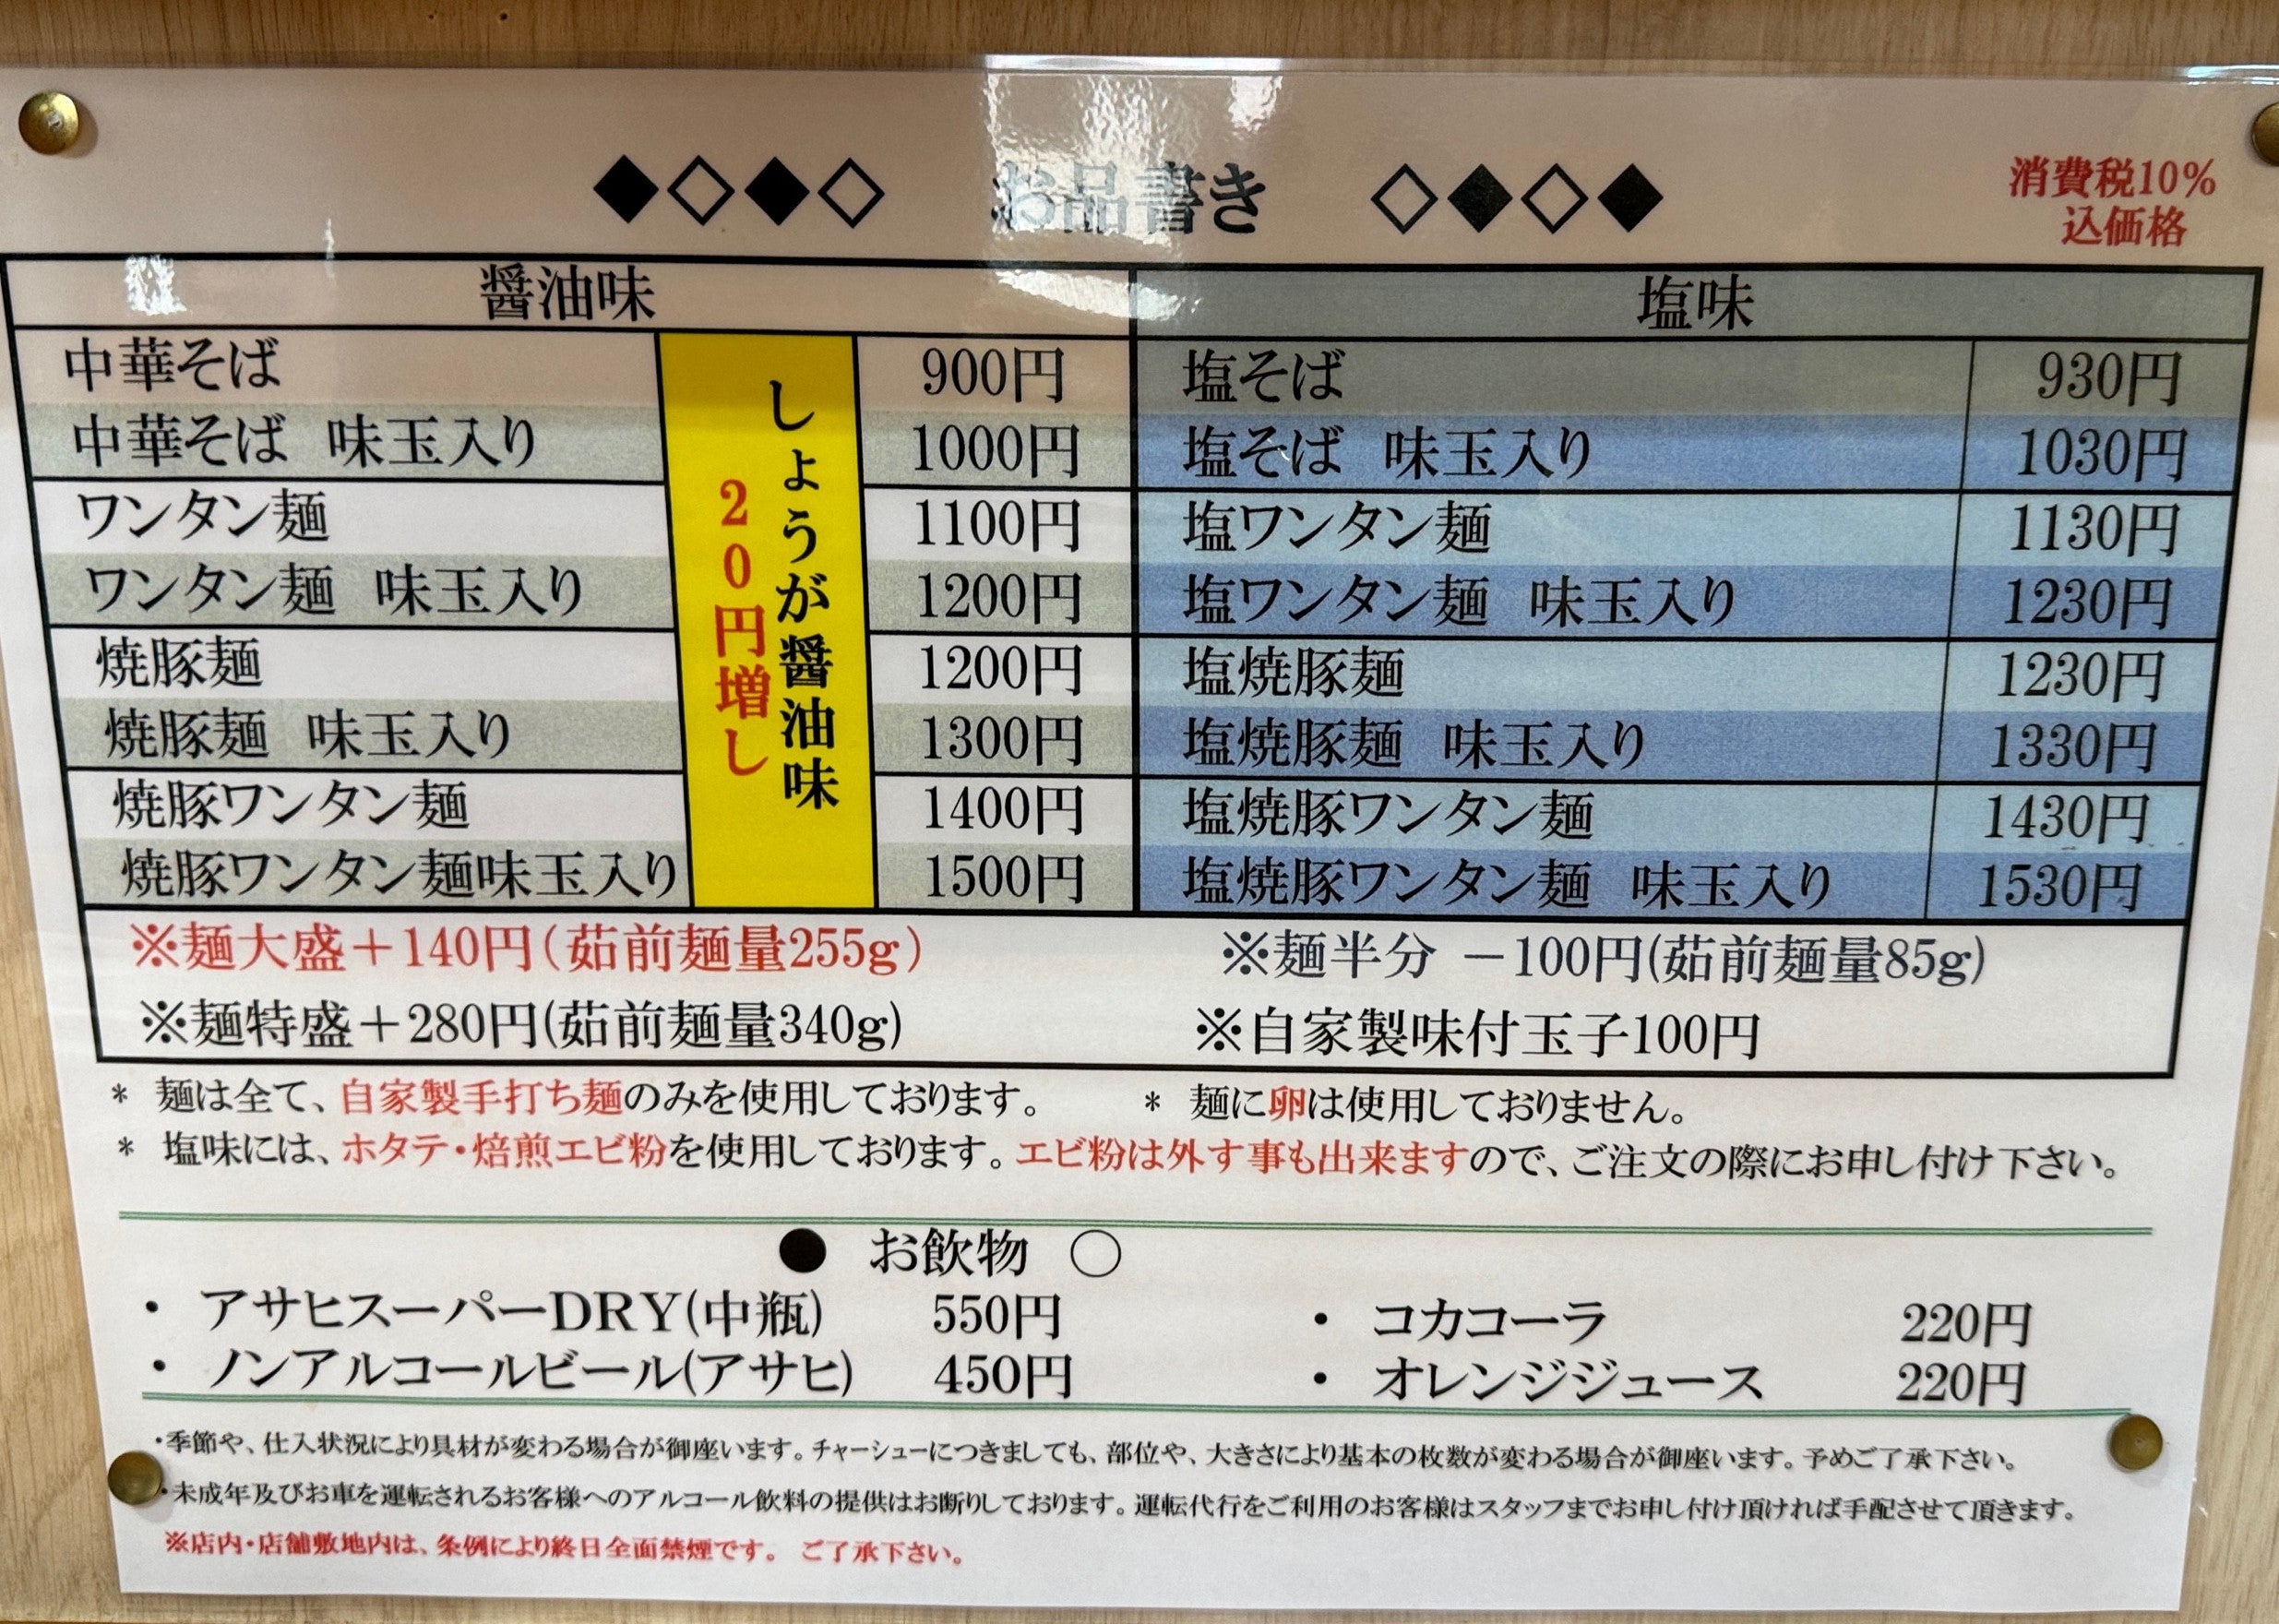 ◆◇◆◇ お品書き ◇◆◇◆
消費税10%
込価格
醤油味 塩味
中華そば 900円 塩そば 930円
中華そば 味玉入り 1000円 塩そば 味玉入り 1030円
ワンタン麺 1100円 塩ワンタン麺 1130円
ワンタン麺 味玉入り 1200円 塩ワンタン麺 味玉入り 1230円
焼豚麺 1200円 塩焼豚麺 1230円
焼豚麺 味玉入り 1300円 塩焼豚麺 味玉入り 1330円
焼豚ワンタン麺 1400円 塩焼豚ワンタン麺 1430円
焼豚ワンタン麺味玉入り 1500円 塩焼豚ワンタン麺 味玉入り 1530円
しょうが醤油味
20円増し
※麺大盛+140円(茹前麺量255g) ※麺半分 -100円(茹前麺量85g)
※麺特盛+280円(茹前麺量340g) ※自家製味付玉子100円
* 麺は全て、自家製手打ち麺のみを使用しております。 * 麺に卵は使用しておりません。
* 塩味には、ホタテ・焙煎エビ粉を使用しております。エビ粉は外す事も出来ますので、ご注文の際にお申し付け下さい。
● お飲物 ○
・ アサヒスーパーDRY(中瓶) 550円 ・ コカコーラ 220円
・ ノンアルコールビール(アサヒ) 450円 ・ オレンジジュース 220円
・季節や、仕入状況により具材が変わる場合が御座います。チャーシューにつきましても、部位や、大きさにより基本の枚数が変わる場合が御座います。予めご了承下さい。
・未成年及びお車を運転されるお客様へのアルコール飲料の提供はお断りしております。運転代行をご利用のお客様はスタッフまでお申し付け頂ければ手配させて頂きます。
※店内・店舗敷地内は、条例により終日全面禁煙です。 ご了承下さい。